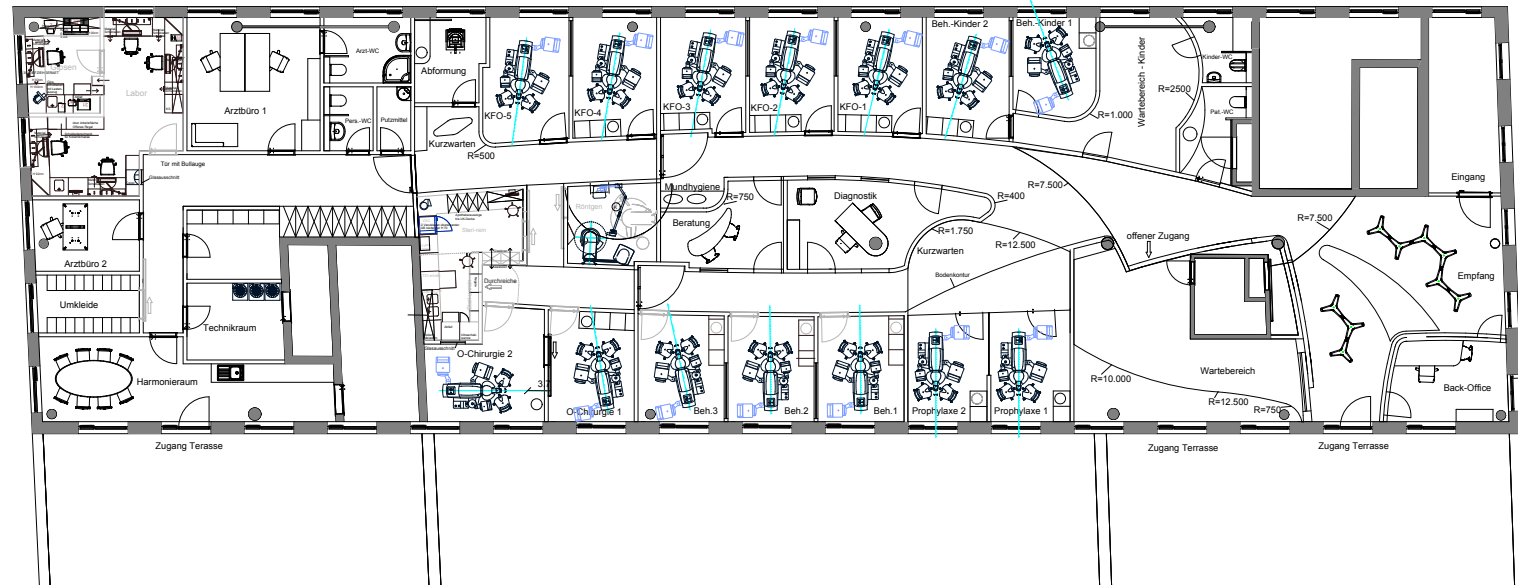 Beh.-Kinder 2
Beh.-Kinder 1
Arzt-WC
Abformung
Labor
Arztbüro 1
Pers.-WC
Putzmittel
KFO-5
KFO-4
KFO-3
KFO-2
KFO-1
R=1.000
Wartebereich - Kinder
R=2500
Kinder-WC
Pat.-WC
Kurzwarten
R=500
Tor mit Bullauge
Glasausschnitt
Mundhygiene
R=750
Röntgen
Beratung
Diagnostik
R=400
R=7.500
R=1.750
R=12.500
Kurzwarten
Bodenkontur
offener Zugang
R=7.500
Eingang
Empfang
Arztbüro 2
Umkleide
Technikraum
Durchreiche
Harmonieraum
O-Chirurgie 2
O-Chirurgie 1
Beh.3
Beh.2
Beh.1
Prophylaxe 2
Prophylaxe 1
R=10.000
Wartebereich
R=12.500
R=750
Back-Office
Zugang Terasse
Zugang Terrasse
Zugang Terrasse